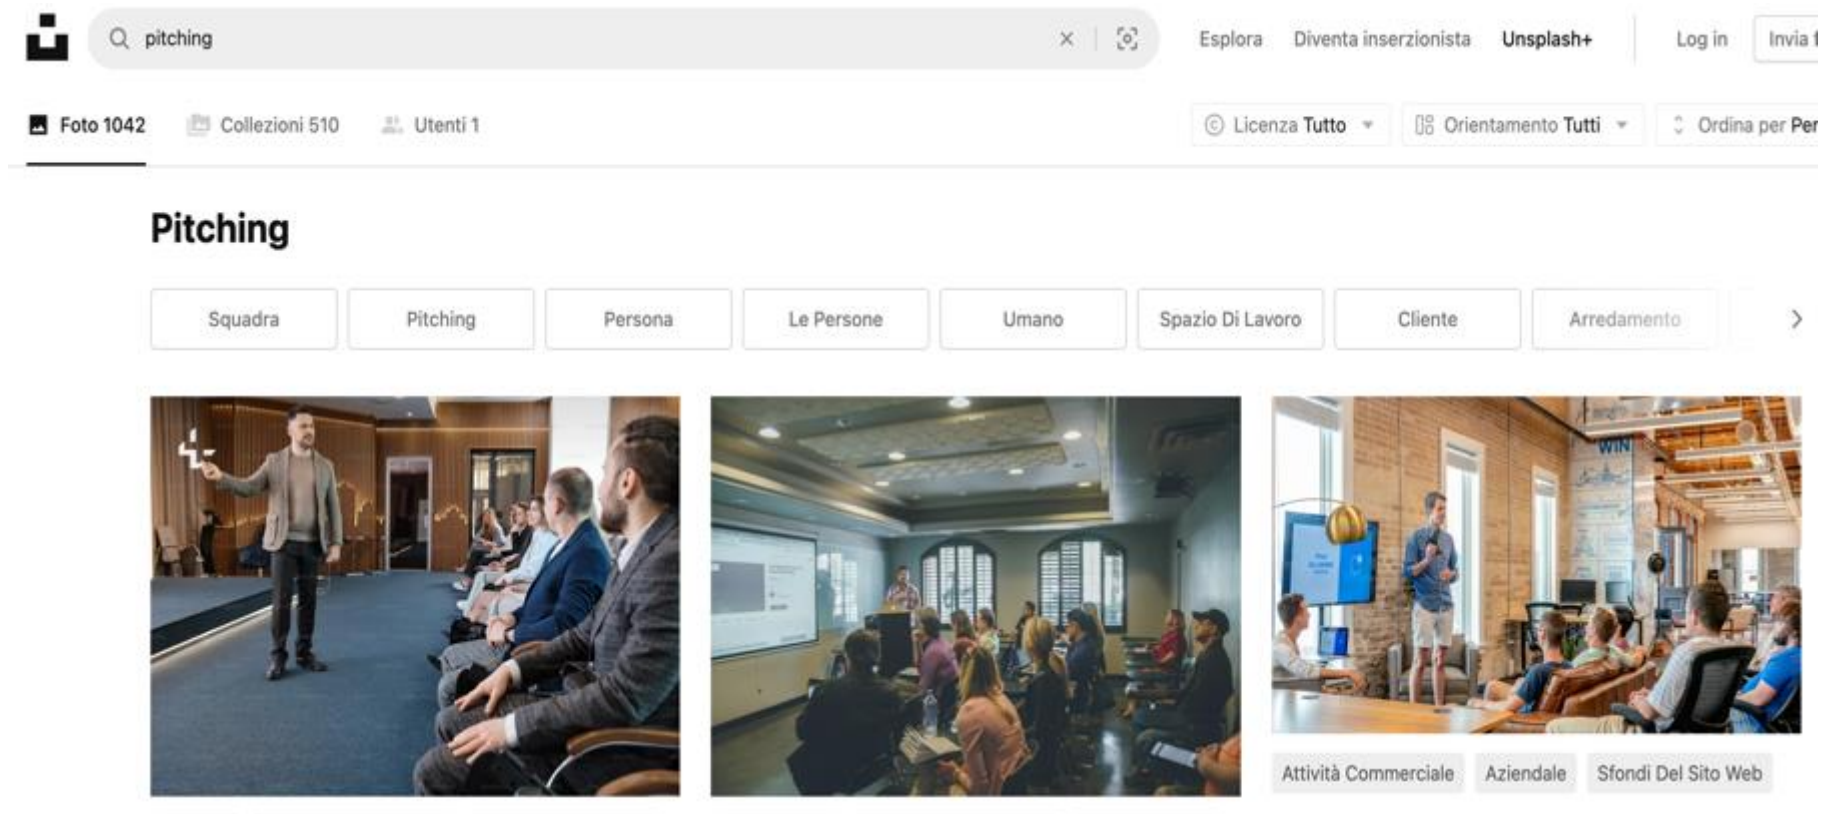 pitching
Esplora
Diventa inserzionista
Unsplash+
Log in
Invia f
Foto 1042
Collezioni 510
Utenti 1
Licenza Tutto
Orientamento Tutti
Ordina per Per
Pitching
Squadra
Pitching
Persona
Le Persone
Umano
Spazio Di Lavoro
Cliente
Arredamento
WIN
Attività Commerciale
Aziendale
Sfondi Del Sito Web